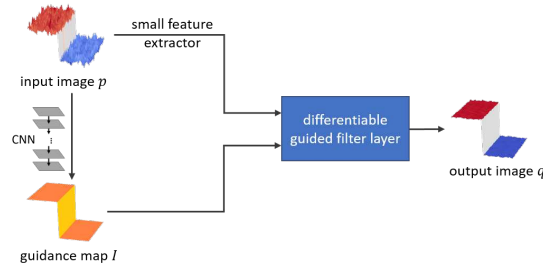 small feature
extractor
input image p
CNN
differentiable
guided filter layer
output image q
guidance map I